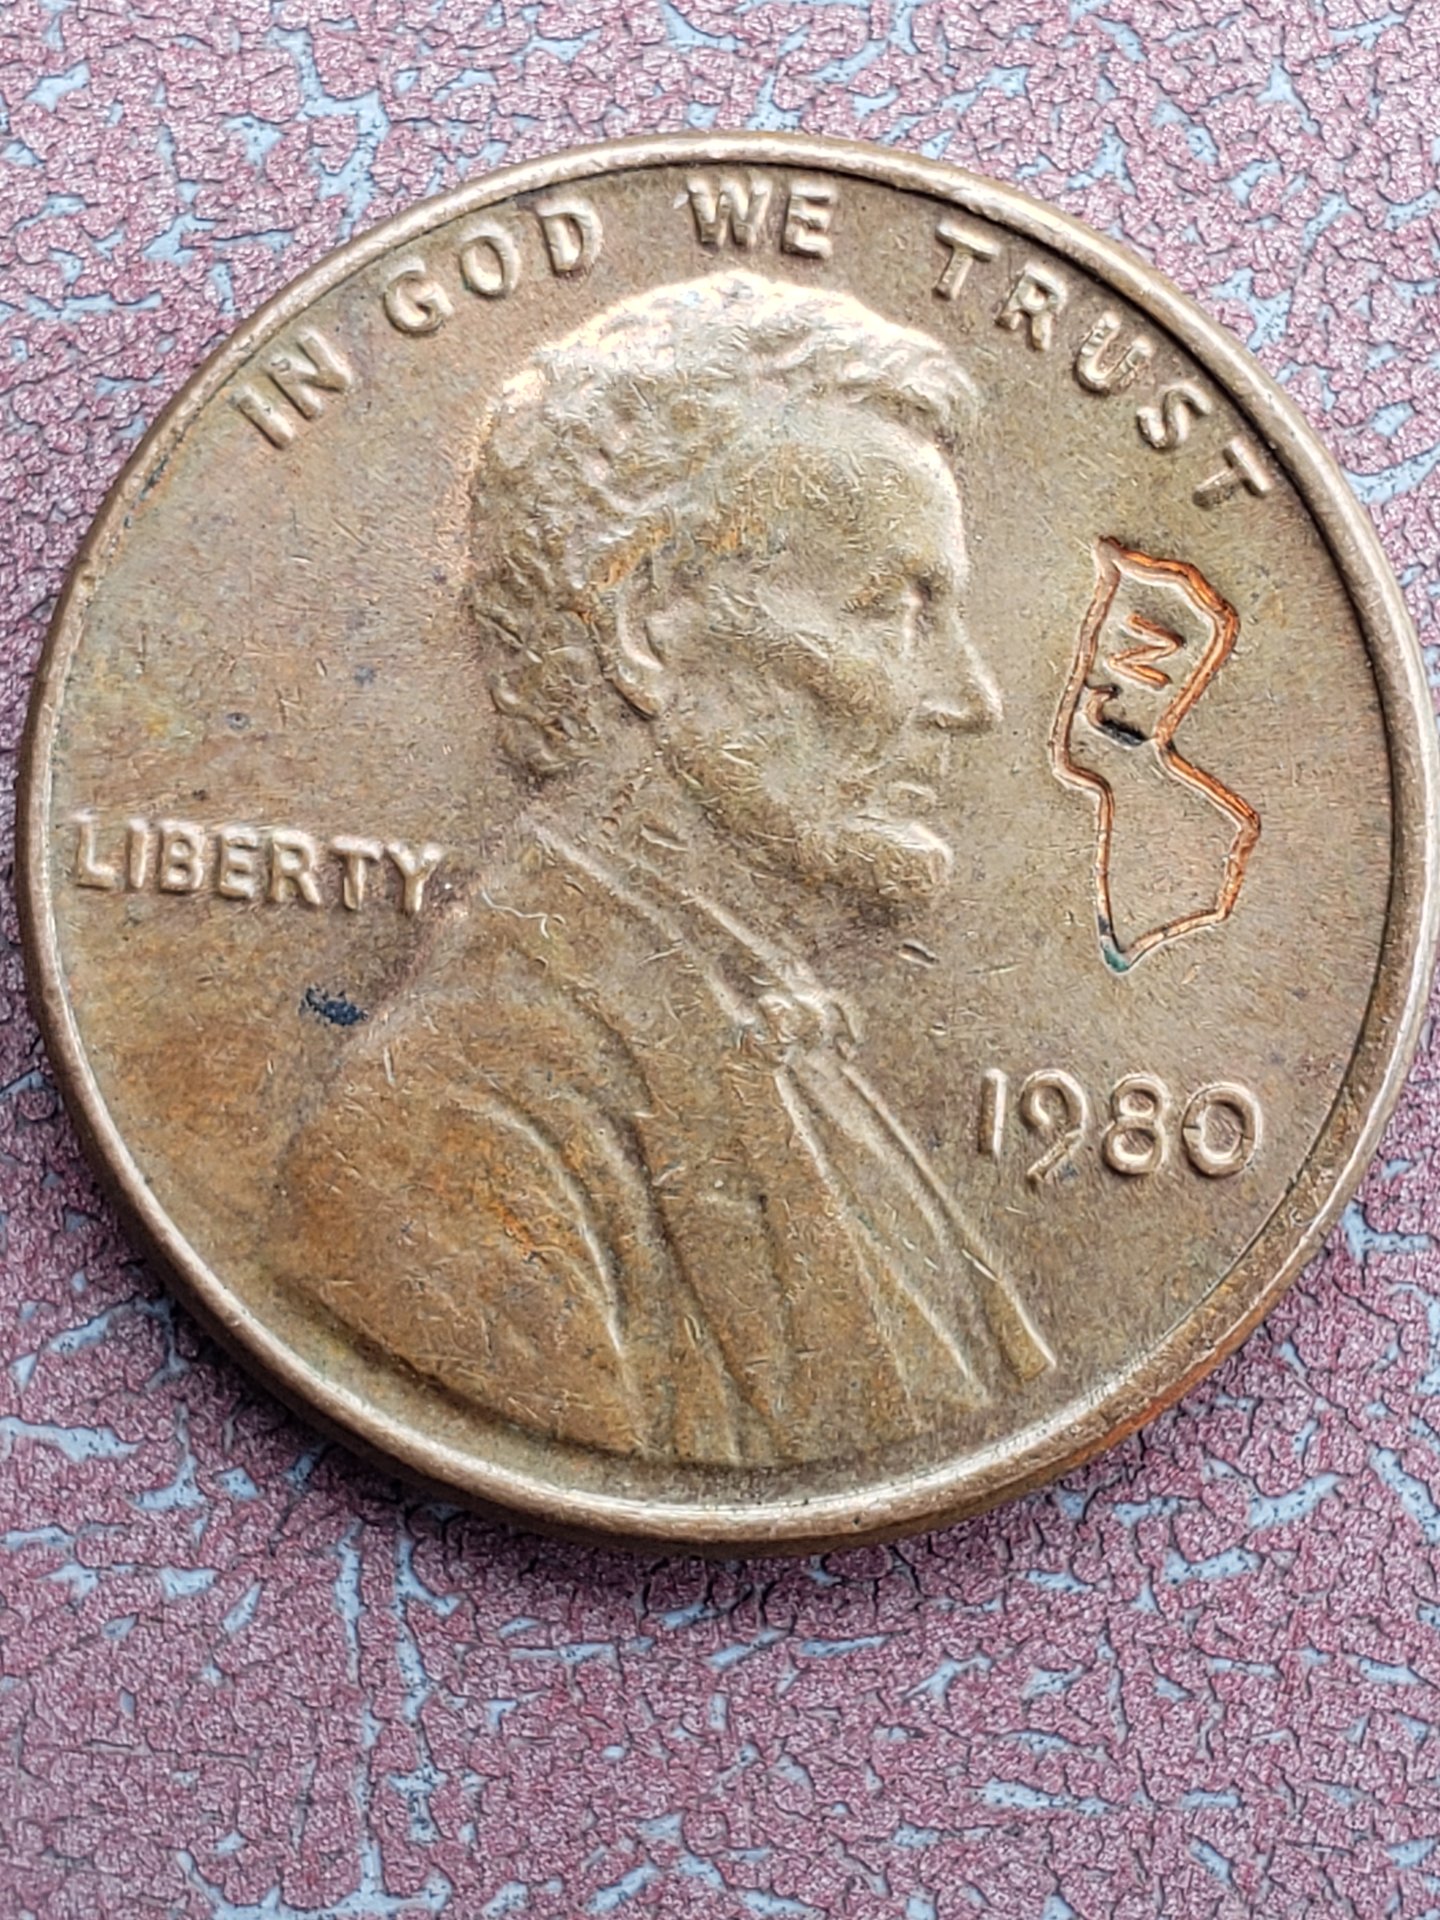 IN GOD WE TRUST
LIBERTY
NJ
1980